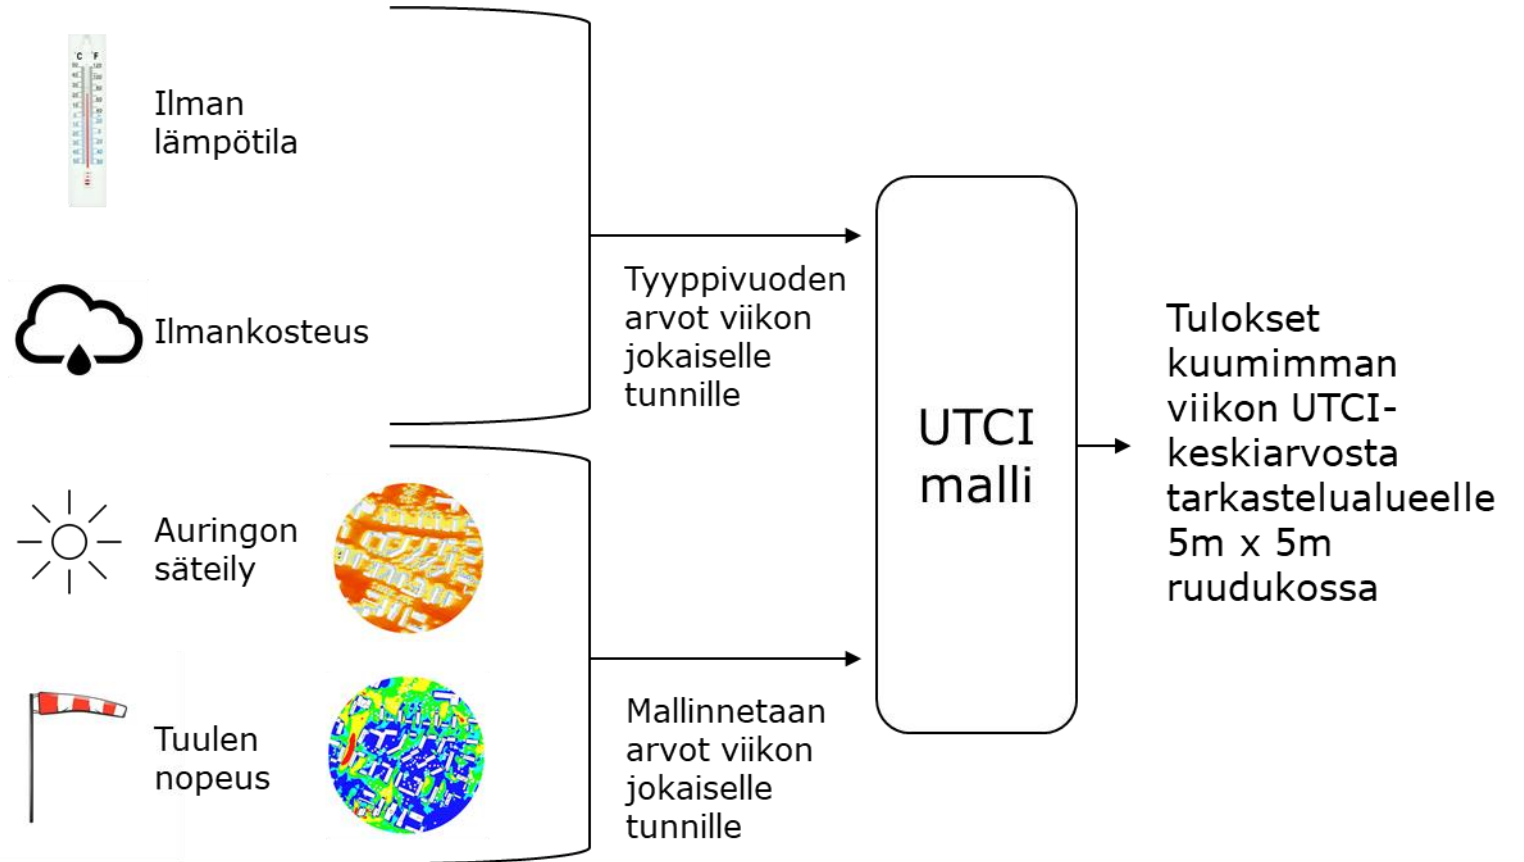 °C °F
Ilman
lämpötila
Ilmankosteus
Tyyppivuoden
arvot viikon
jokaiselle
tunnille
Auringon
säteily
Tuulen
nopeus
Mallinnetaan
arvot viikon
jokaiselle
tunnille
UTCI
malli
Tulokset
kuumimman
viikon UTCI-
keskiarvosta
tarkastelualueelle
5m x 5m
ruudukossa